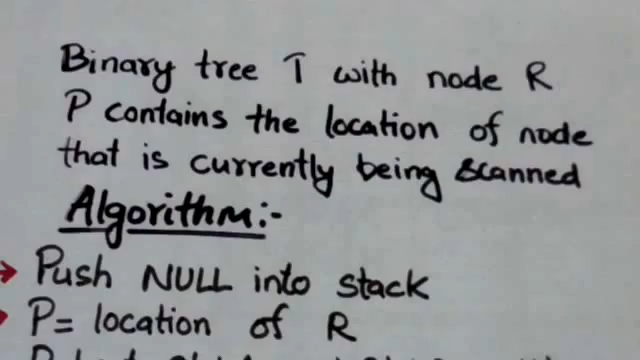 Binary tree T with node R
P contains the location of node
that is currently being scanned
Algorithm:-
→ Push NULL into stack
P = location of R